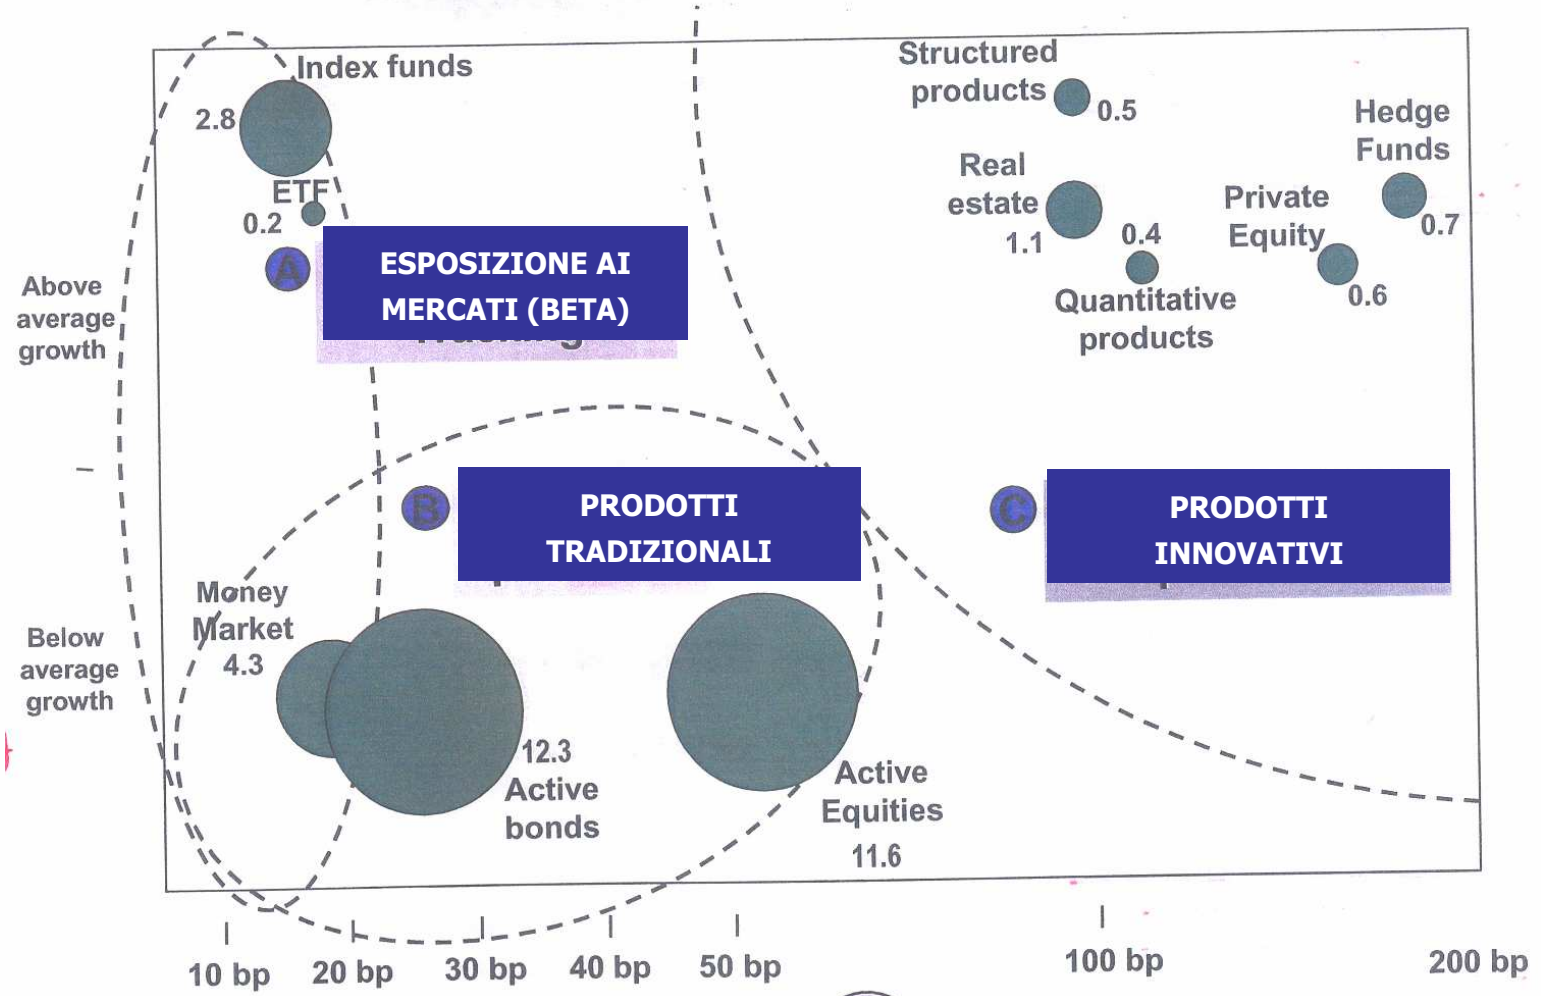 Index funds
2.8
ETF
0.2
A
ESPOSIZIONE AI
MERCATI (BETA)
Structured
products
0.5
Real
estate
1.1
0.4
Quantitative
products
Private
Equity
0.6
Hedge
Funds
0.7
Above
average
growth
B
PRODOTTI
TRADIZIONALI
C
PRODOTTI
INNOVATIVI
Below
average
growth
Money
Market
4.3
12.3
Active
bonds
Active
Equities
11.6
10 bp
20 bp
30 bp
40 bp
50 bp
100 bp
200 bp